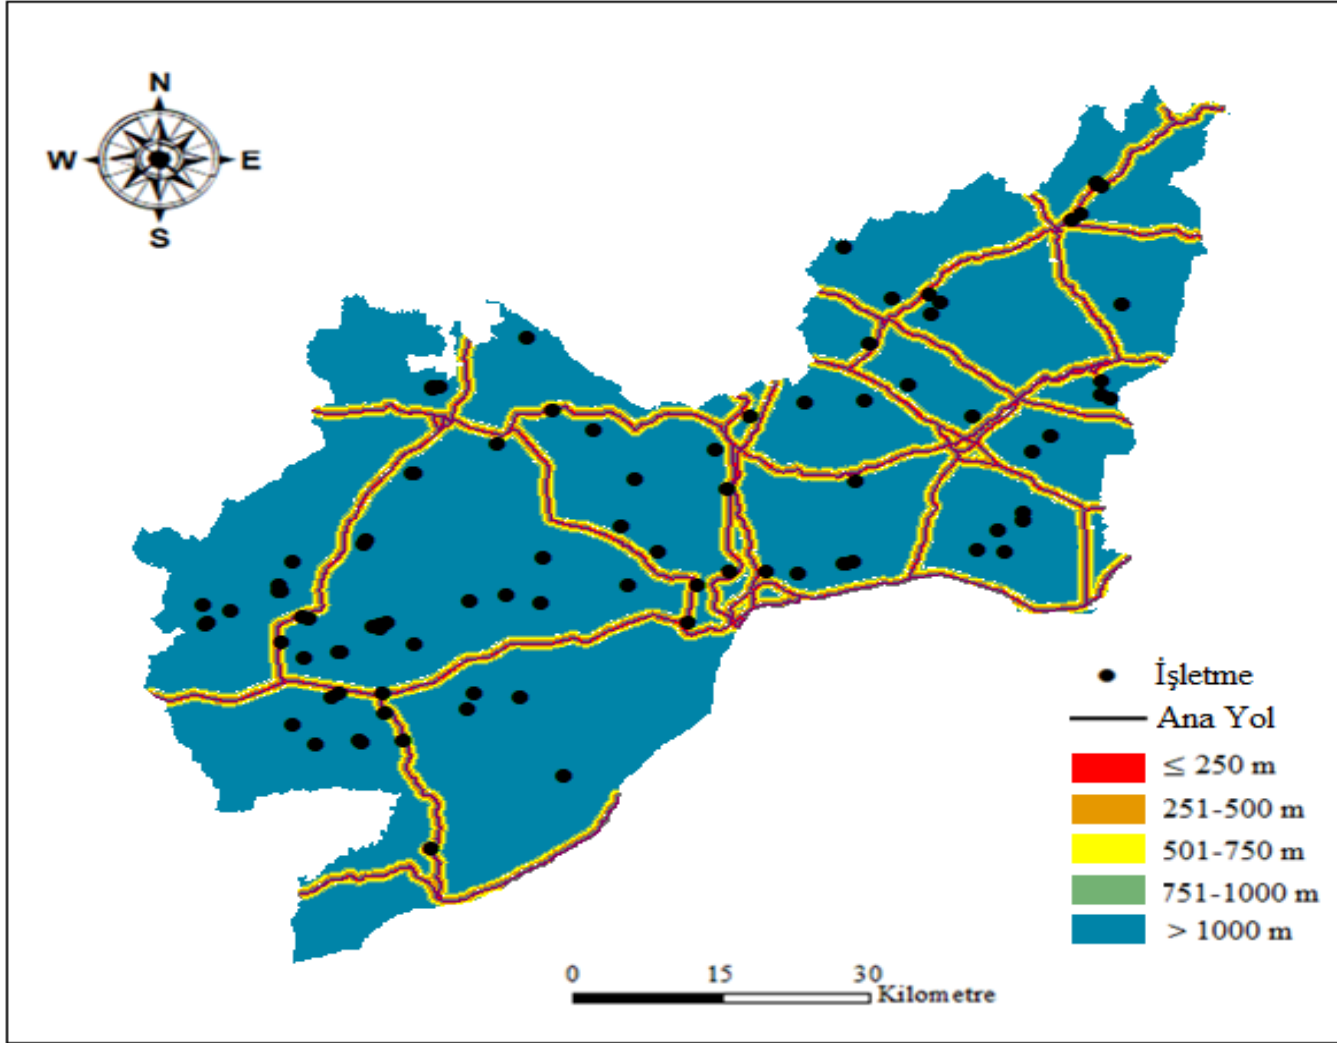 N
W E
S
İşletme
Ana Yol
≤ 250 m
251-500 m
501-750 m
751-1000 m
> 1000 m
0 15 30
Kilometre